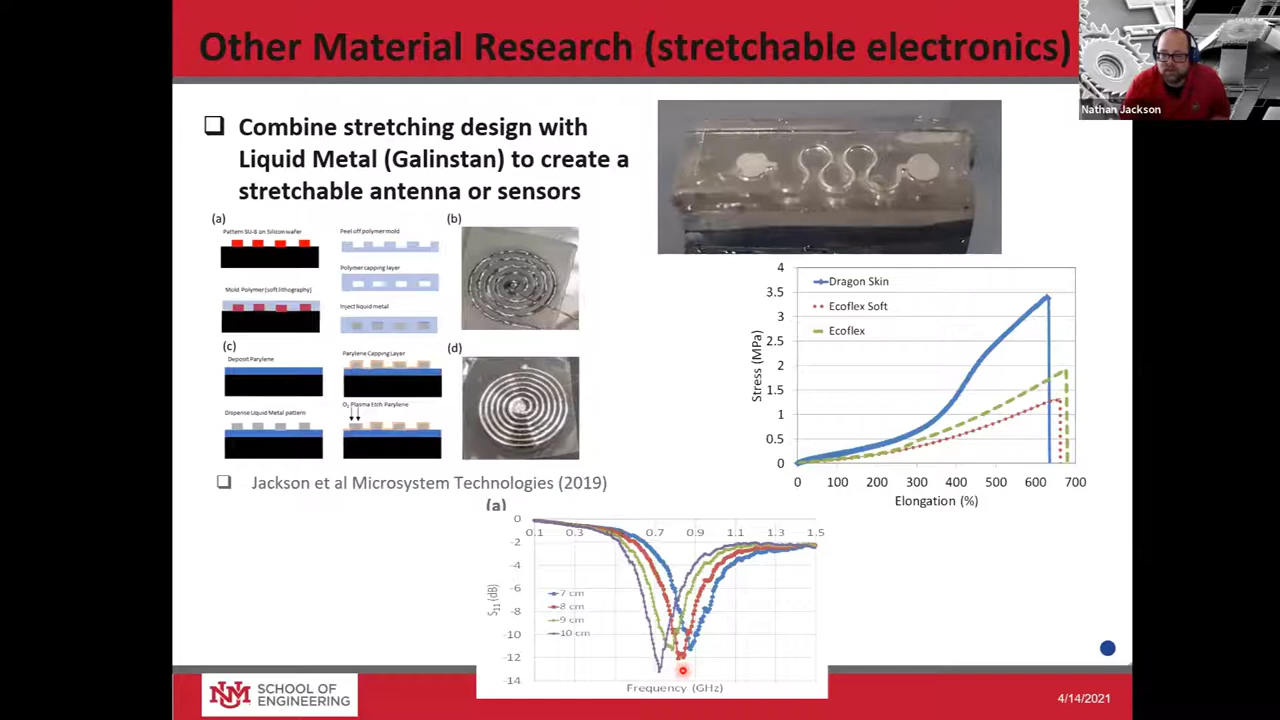 Other Material Research (stretchable electronics)
Nathan Jackson
❑ Combine stretching design with
Liquid Metal (Galinstan) to create a
stretchable antenna or sensors
(a)
Pattern SU-8 on Silicon wafer
Peel off polymer mold
(b)
Polymer capping layer
Mold Polymer (soft lithography)
Inject liquid metal
(c)
Deposit Parylene
Parylene Capping Layer
(d)
Dispense Liquid Metal pattern
O2 Plasma Etch Parylene
❑ Jackson et al Microsystem Technologies (2019)
4
3.5
3
2.5
2
1.5
1
0.5
0
Stress (MPa)
Dragon Skin
Ecoflex Soft
Ecoflex
0 100 200 300 400 500 600 700
Elongation (%)
(a)
0
-2
-4
-6
-8
-10
-12
-14
0.1 0.3 0.5 0.7 0.9 1.1 1.3 1.5
S11 (dB)
7 cm
8 cm
9 cm
10 cm
Frequency (GHz)
UNM SCHOOL OF
ENGINEERING
4/14/2021